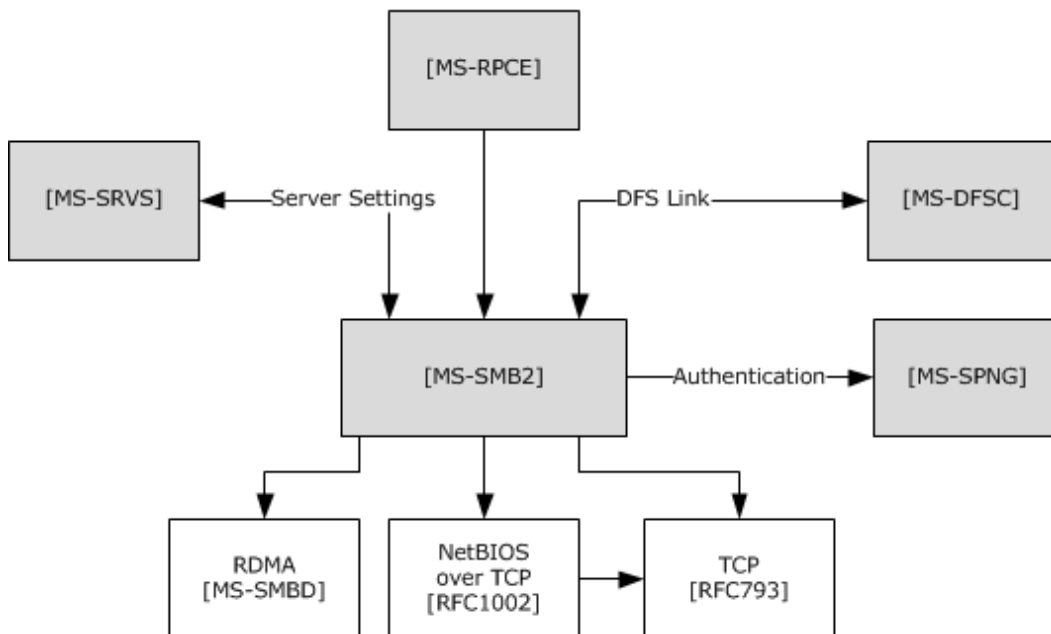 [MS-RPCE]
[MS-SRVS]
Server Settings
DFS Link
[MS-DFSC]
[MS-SMB2]
Authentication
[MS-SPNG]
RDMA
[MS-SMBD]
NetBIOS
over TCP
[RFC1002]
TCP
[RFC793]